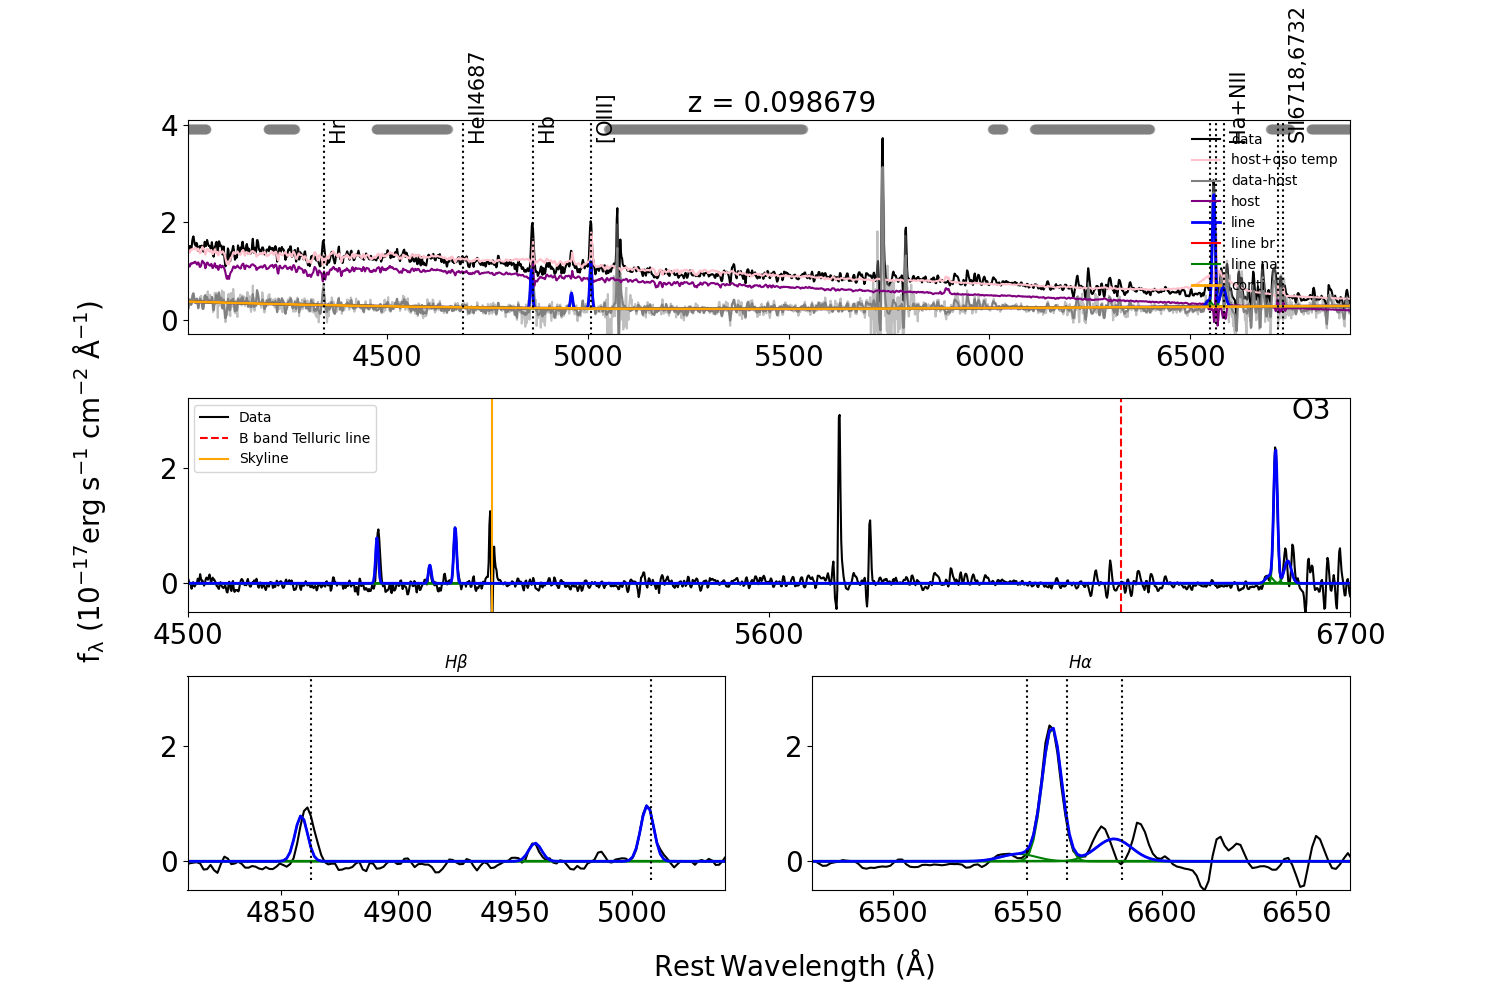 z = 0.098679
Hr
HeII4687
Hb
[OIII]
Ha+NII
SII6718,6732
data
host+qso temp
data-host
host
line
line br
line na
conti
4
2
0
4500
5000
5500
6000
6500
fλ (10⁻¹⁷erg s⁻¹ cm⁻² Å⁻¹)
O3
Data
B band Telluric line
Skyline
2
0
4500
5600
6700
Hβ
2
0
4850
4900
4950
5000
Hα
2
0
6500
6550
6600
6650
Rest Wavelength (Å)